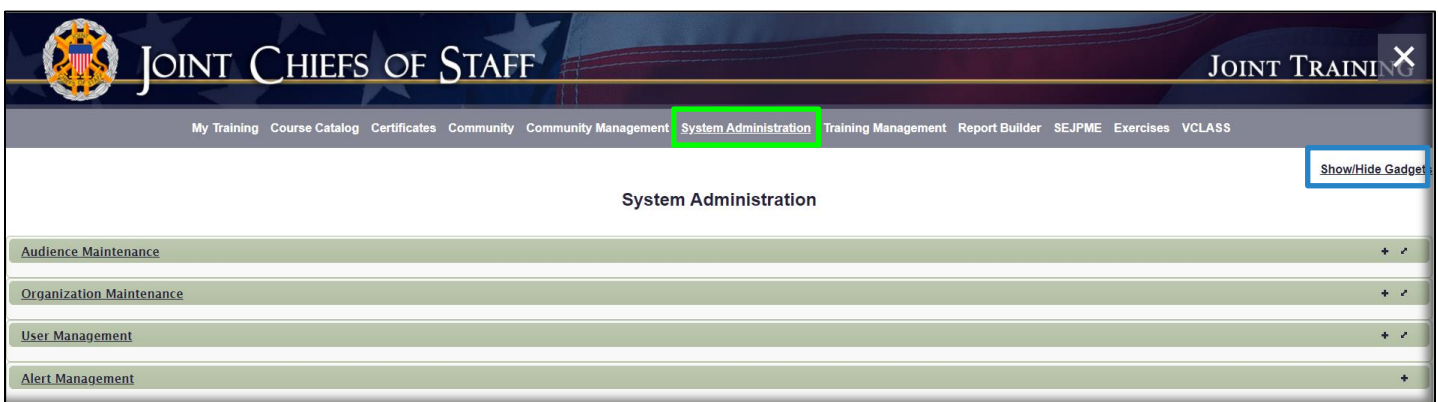 JOINT CHIEFS OF STAFF
JOINT TRAINING
My Training Course Catalog Certificates Community Community Management System Administration Training Management Report Builder SEJPME Exercises VCLASS
Show/Hide Gadgets
System Administration
Audience Maintenance
Organization Maintenance
User Management
Alert Management